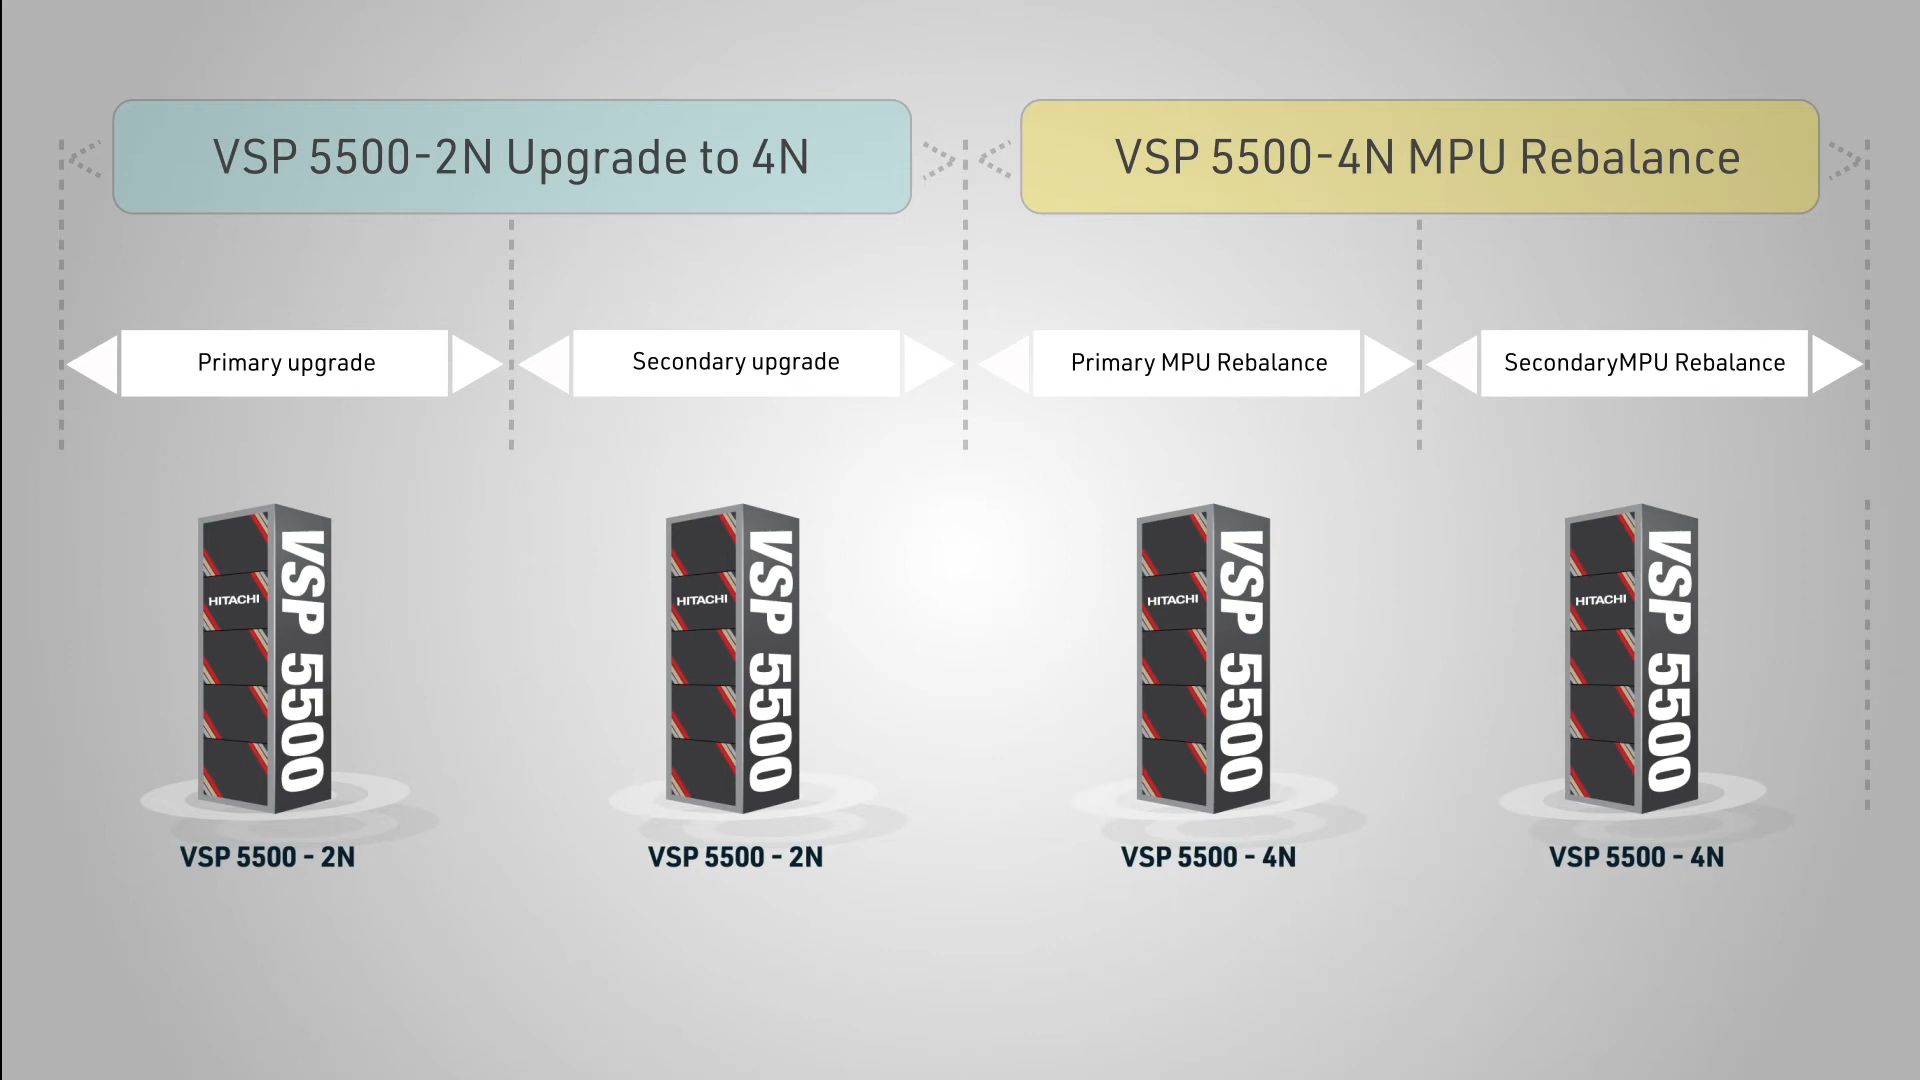 VSP 5500-2N Upgrade to 4N
VSP 5500-4N MPU Rebalance
Primary upgrade
Secondary upgrade
Primary MPU Rebalance
SecondaryMPU Rebalance
HITACHI
VSP 5500
HITACHI
VSP 5500
HITACHI
VSP 5500
HITACHI
VSP 5500
VSP 5500 - 2N
VSP 5500 - 2N
VSP 5500 - 4N
VSP 5500 - 4N